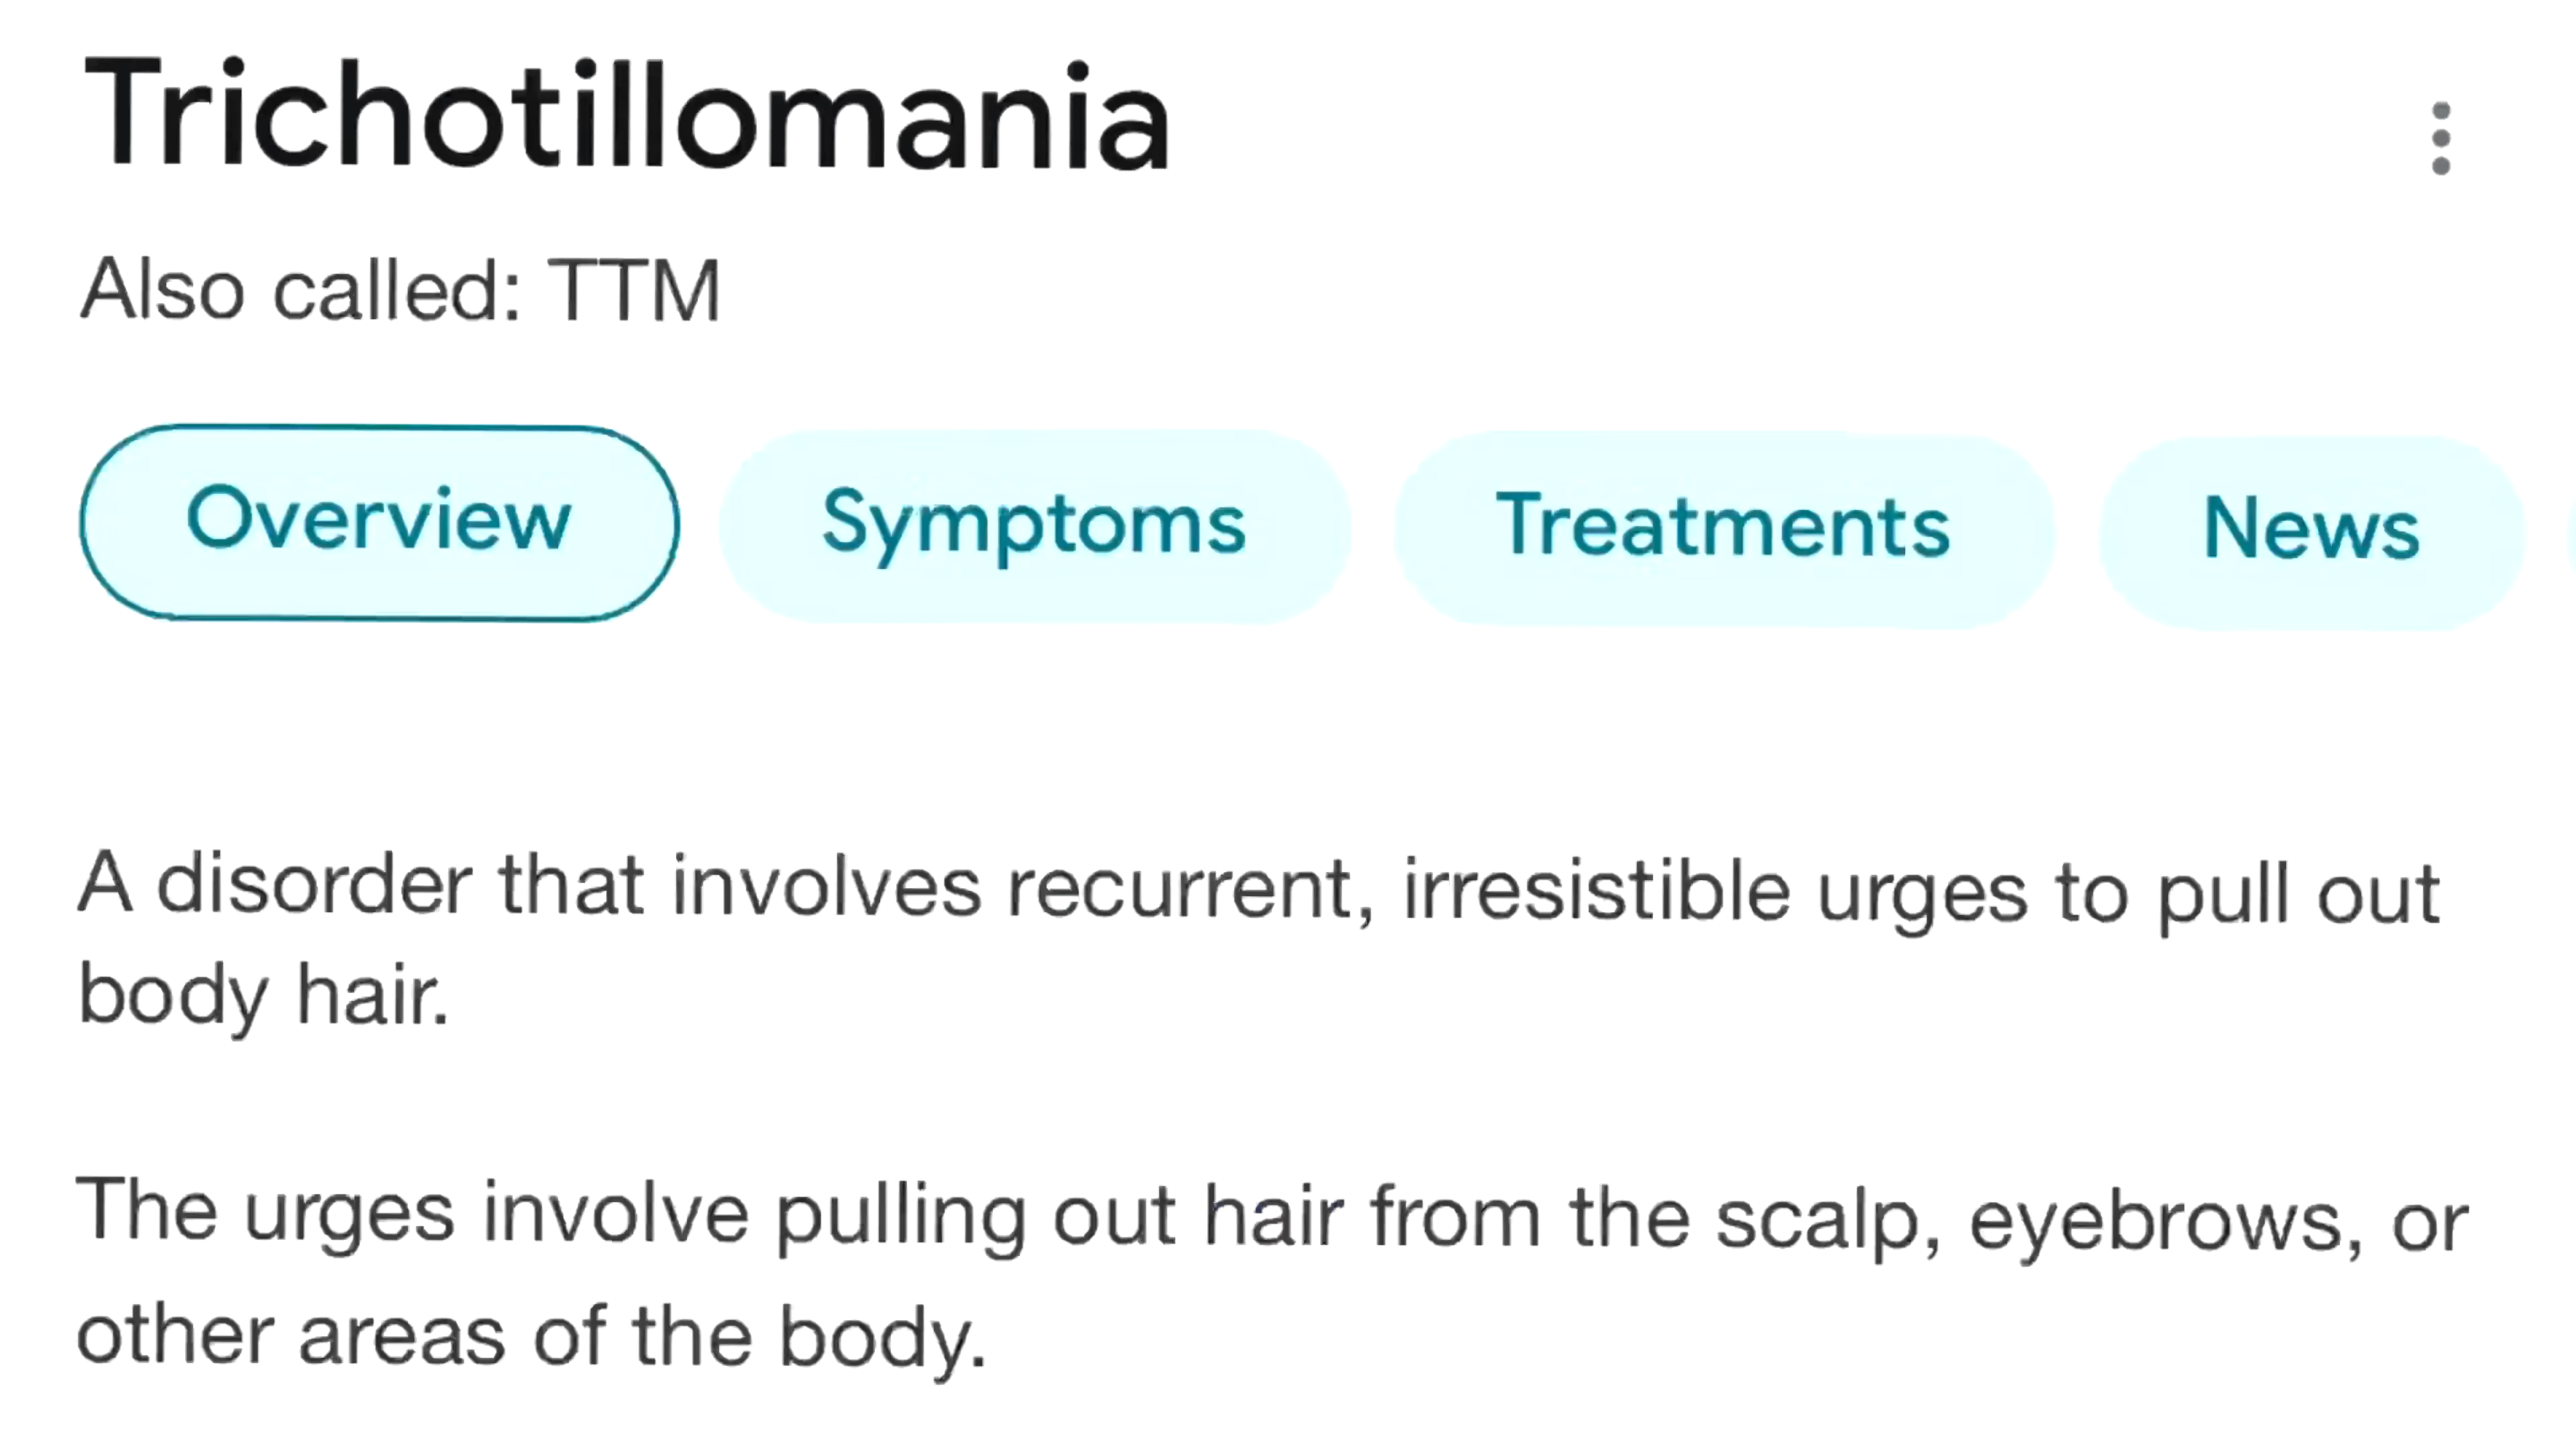 Trichotillomania
Also called: TTM
Overview
Symptoms
Treatments
News
A disorder that involves recurrent, irresistible urges to pull out
body hair.
The urges involve pulling out hair from the scalp, eyebrows, or
other areas of the body.